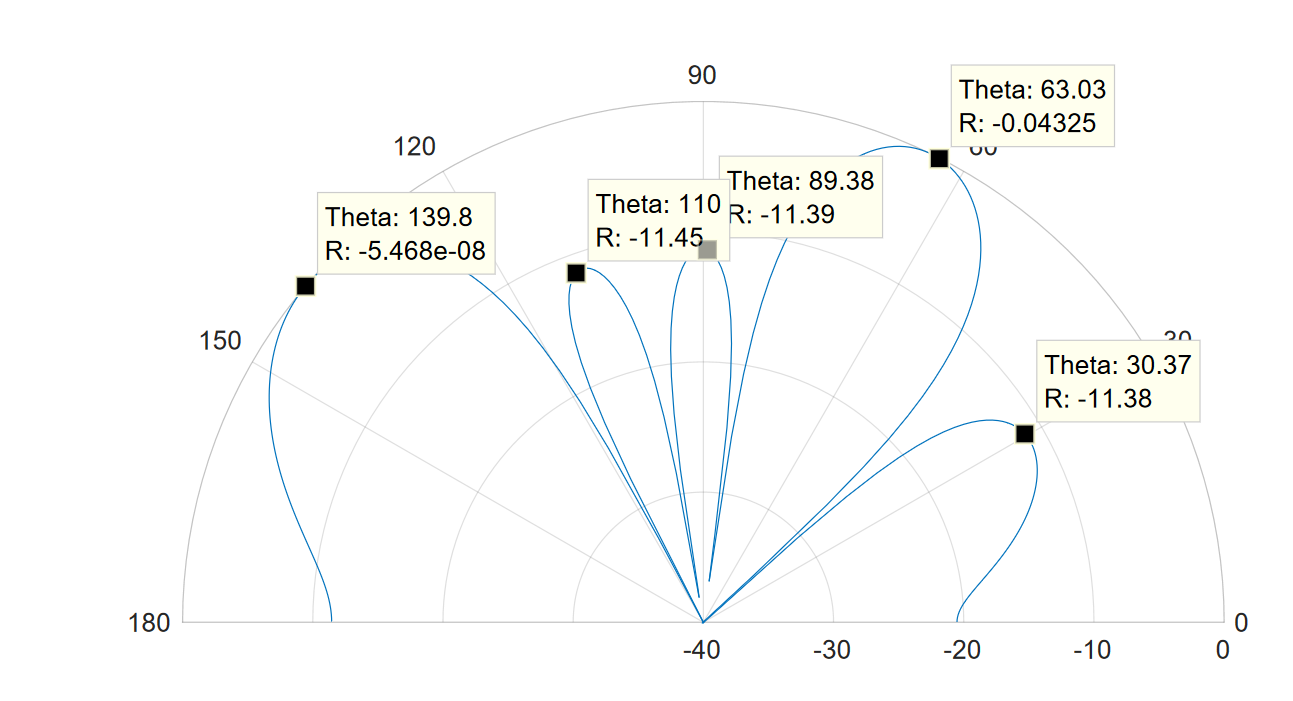 90
Theta: 63.03
R: -0.04325
60
120
Theta: 89.38
R: -11.39
Theta: 110
R: -11.45
Theta: 139.8
R: -5.468e-08
150
30
Theta: 30.37
R: -11.38
180
0
-40
-30
-20
-10
0